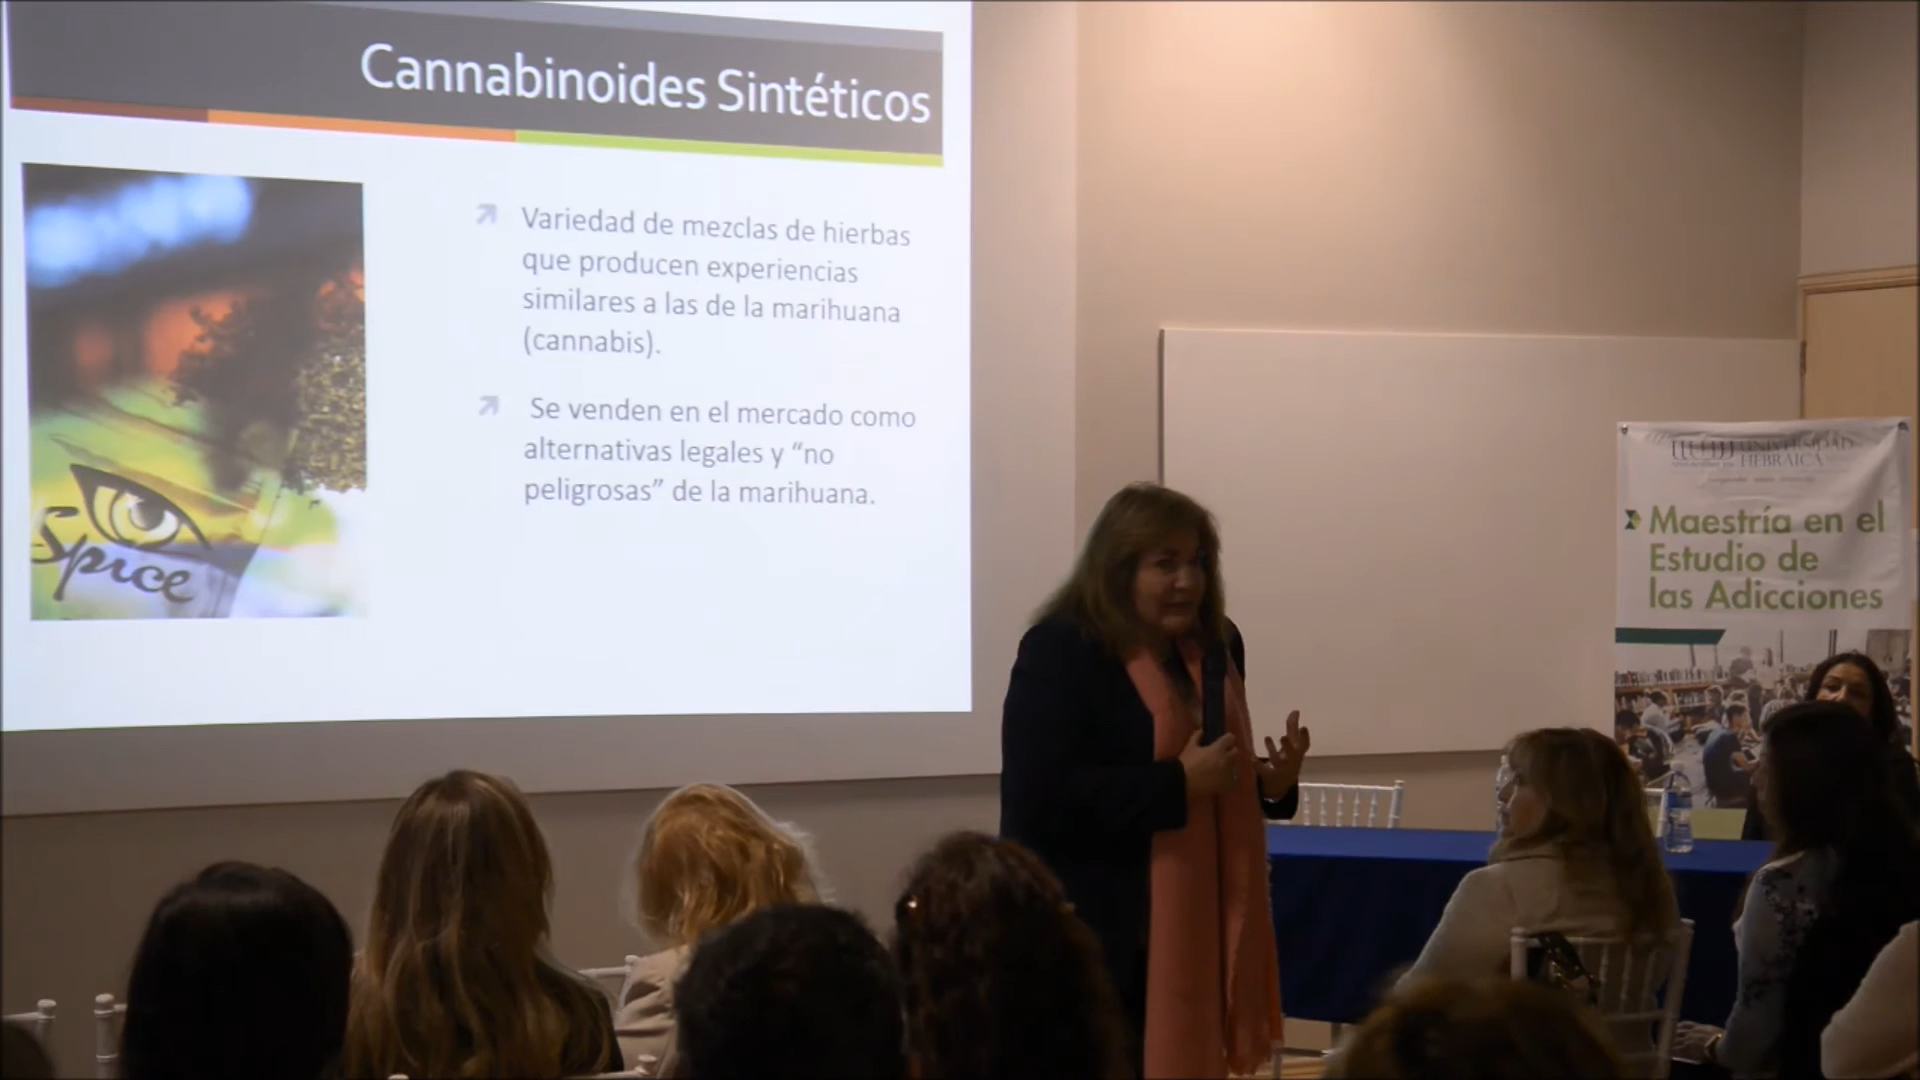 Cannabinoides Sintéticos
Variedad de mezclas de hierbas
que producen experiencias
similares a las de la marihuana
(cannabis).
Se venden en el mercado como
alternativas legales y “no
peligrosas” de la marihuana.
Spice
UNIVERSIDAD
HEBRAICA
Maestría en el
Estudio de
las Adicciones